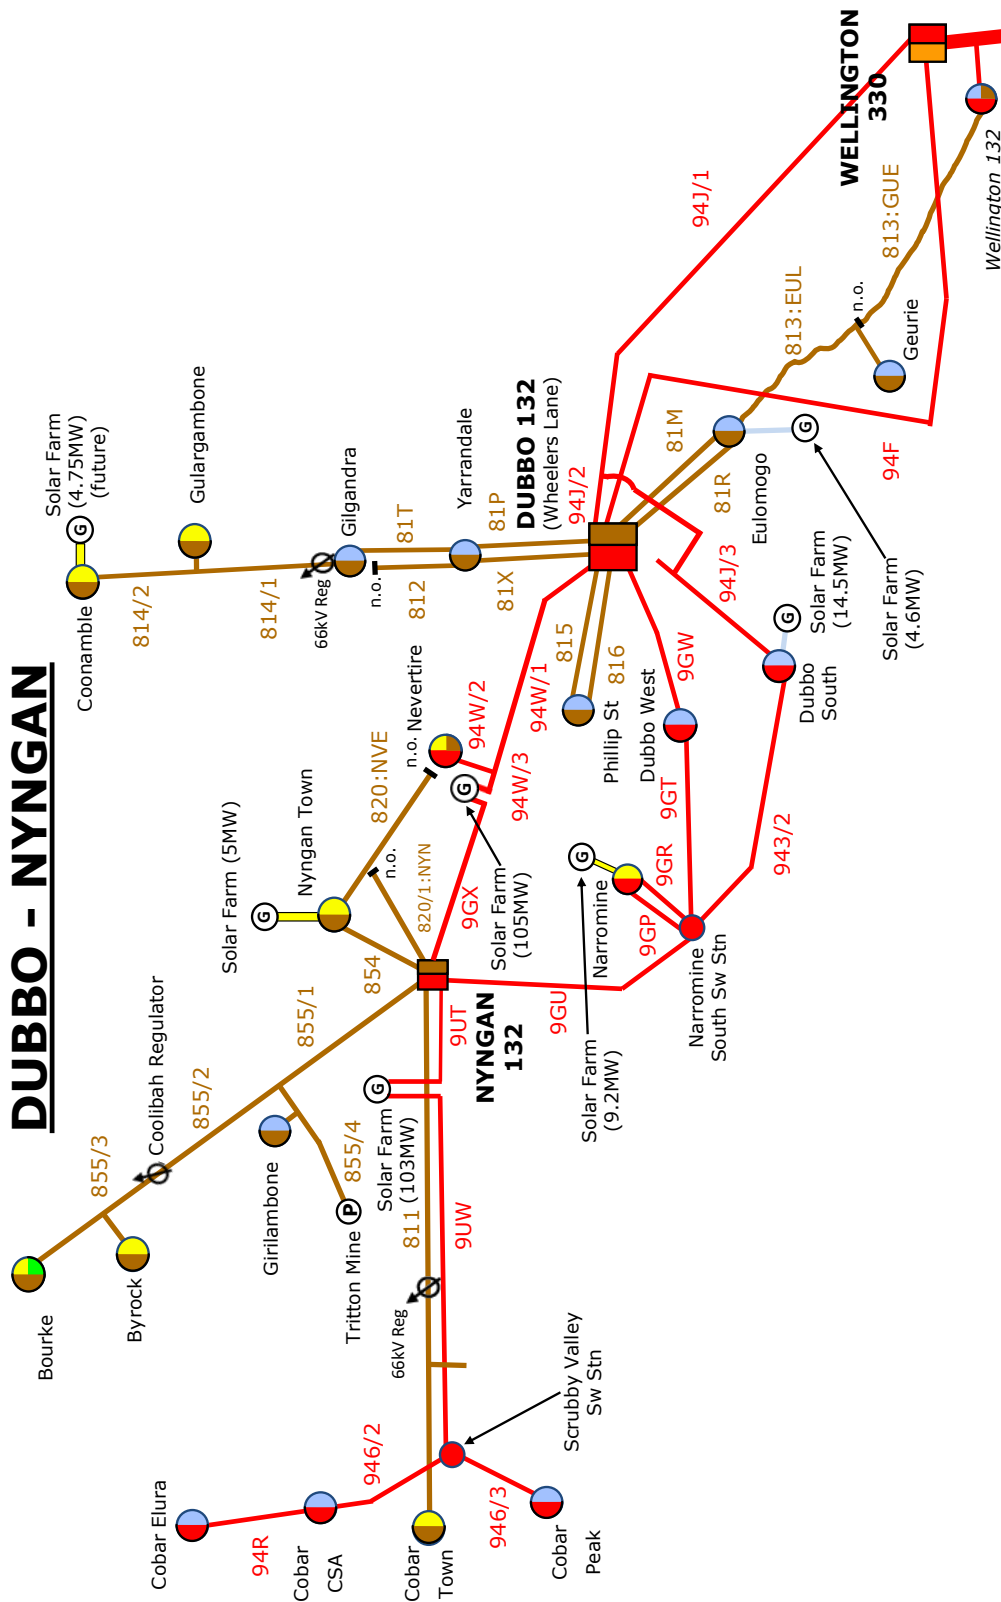 DUBBO - NYNGAN
Cobar Elura
94R
Cobar
CSA
946/2
Cobar
Town
946/3
Cobar
Peak
Scrubby Valley
Sw Stn
66kV Reg
811
9UW
Bourke
855/3
Byrock
Coolibah Regulator
855/2
Girilambone
855/4
Tritton Mine
P
855/1
Solar Farm
(103MW)
G
9UT
NYNGAN
132
854
Solar Farm (5MW)
G
Nyngan Town
820:NVE
n.o.
820/1:NYN
n.o.
Nevertire
9GX
G
Solar Farm
(105MW)
94W/2
94W/3
94W/1
9GU
Solar Farm
(9.2MW)
G
Narromine
9GP
9GR
Narromine
South Sw Stn
9GT
943/2
Dubbo West
9GW
Phillip St
815
816
Solar Farm
(4.75MW)
(future)
G
Coonamble
814/2
Gulargambone
814/1
66kV Reg
Gilgandra
n.o.
81T
812
Yarrandale
81P
81X
DUBBO 132
(Wheelers Lane)
94J/2
94J/1
94J/3
Dubbo
South
G
Solar Farm
(14.5MW)
81M
81R
Eulomogo
G
Solar Farm
(4.6MW)
94F
813:EUL
n.o.
Geurie
813:GUE
WELLINGTON
330
Wellington 132